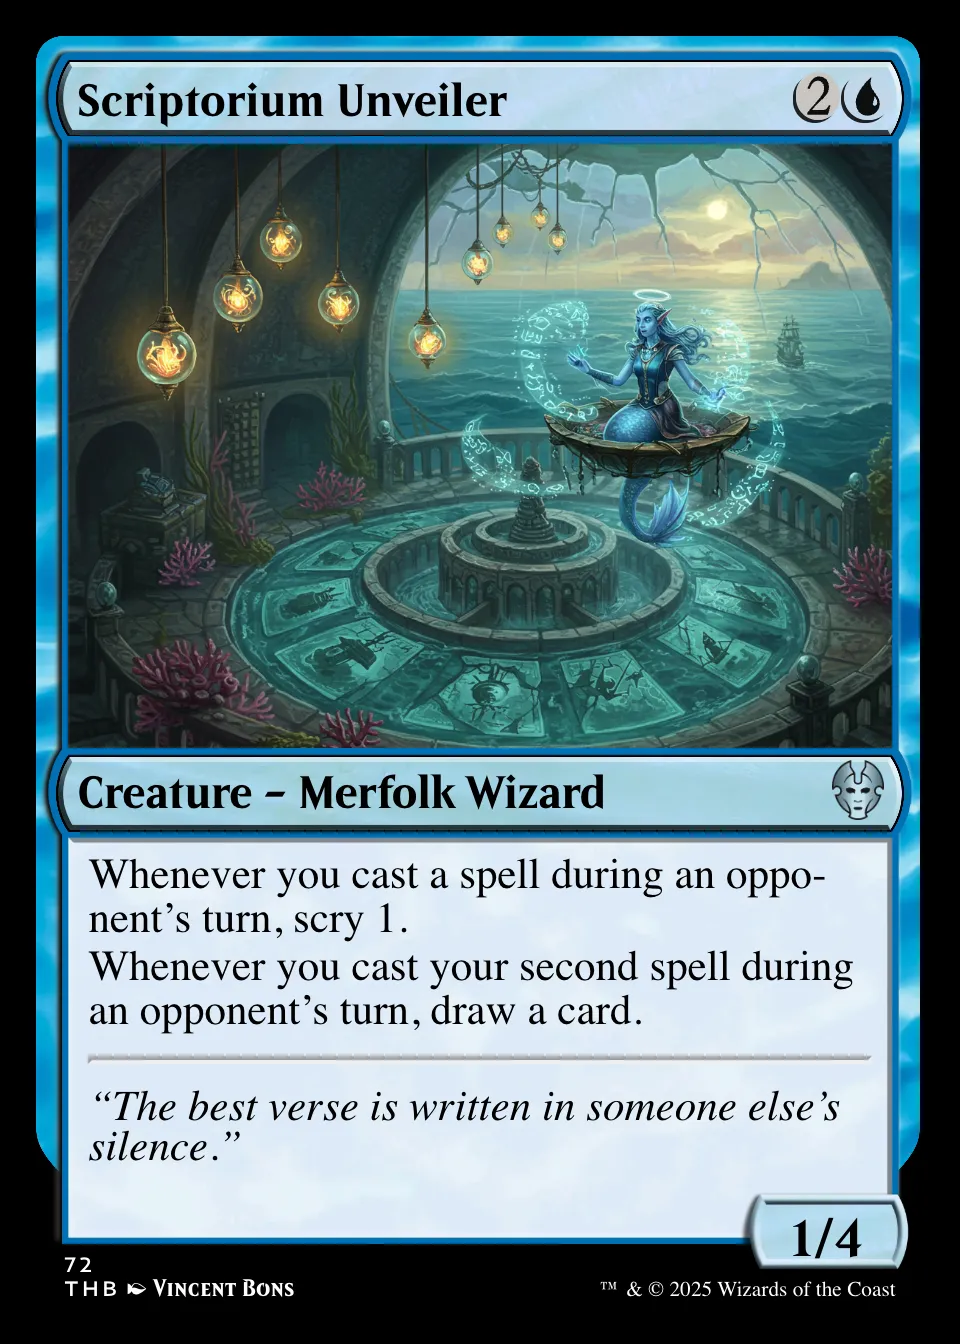 Scriptorium Unveiler 2
Creature – Merfolk Wizard
Whenever you cast a spell during an oppo-
nent’s turn, scry 1.
Whenever you cast your second spell during
an opponent’s turn, draw a card.
“The best verse is written in someone else’s
silence.”
1/4
72
THB Vincent Bons
™ & © 2025 Wizards of the Coast